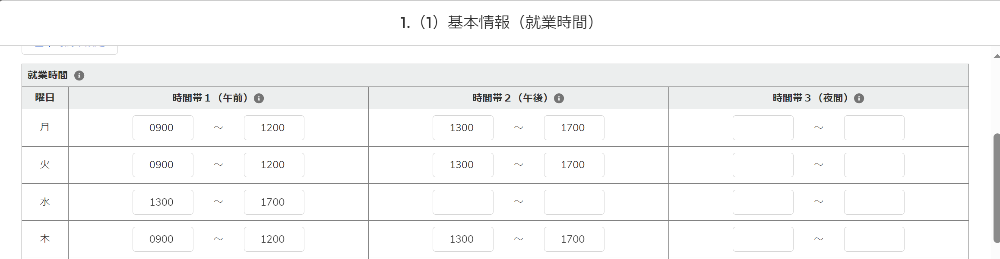 1.（1）基本情報（就業時間）
就業時間
曜日 時間帯１（午前） 時間帯２（午後） 時間帯３（夜間）
月 0900 ～ 1200 1300 ～ 1700 ～
火 0900 ～ 1200 1300 ～ 1700 ～
水 1300 ～ 1700 ～ ～
木 0900 ～ 1200 1300 ～ 1700 ～